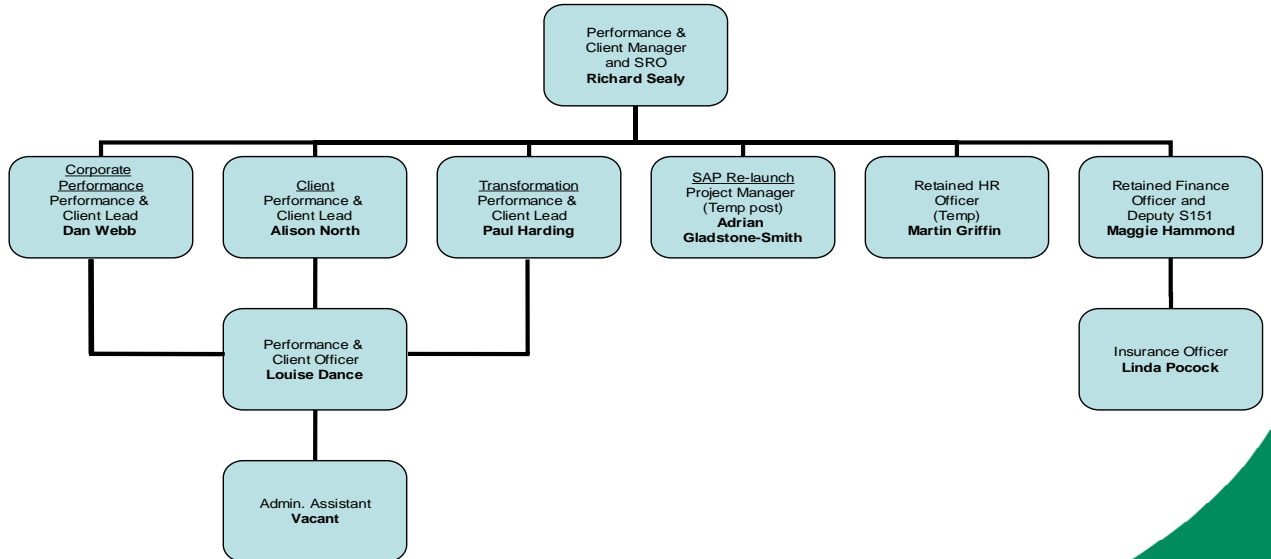 Performance &
Client Manager
and SRO
Richard Sealy
Corporate
Performance
Performance &
Client Lead
Dan Webb
Client
Performance &
Client Lead
Alison North
Transformation
Performance &
Client Lead
Paul Harding
SAP Re-launch
Project Manager
(Temp post)
Adrian
Gladstone-Smith
Retained HR
Officer
(Temp)
Martin Griffin
Retained Finance
Officer and
Deputy S151
Maggie Hammond
Performance &
Client Officer
Louise Dance
Insurance Officer
Linda Pocock
Admin. Assistant
Vacant